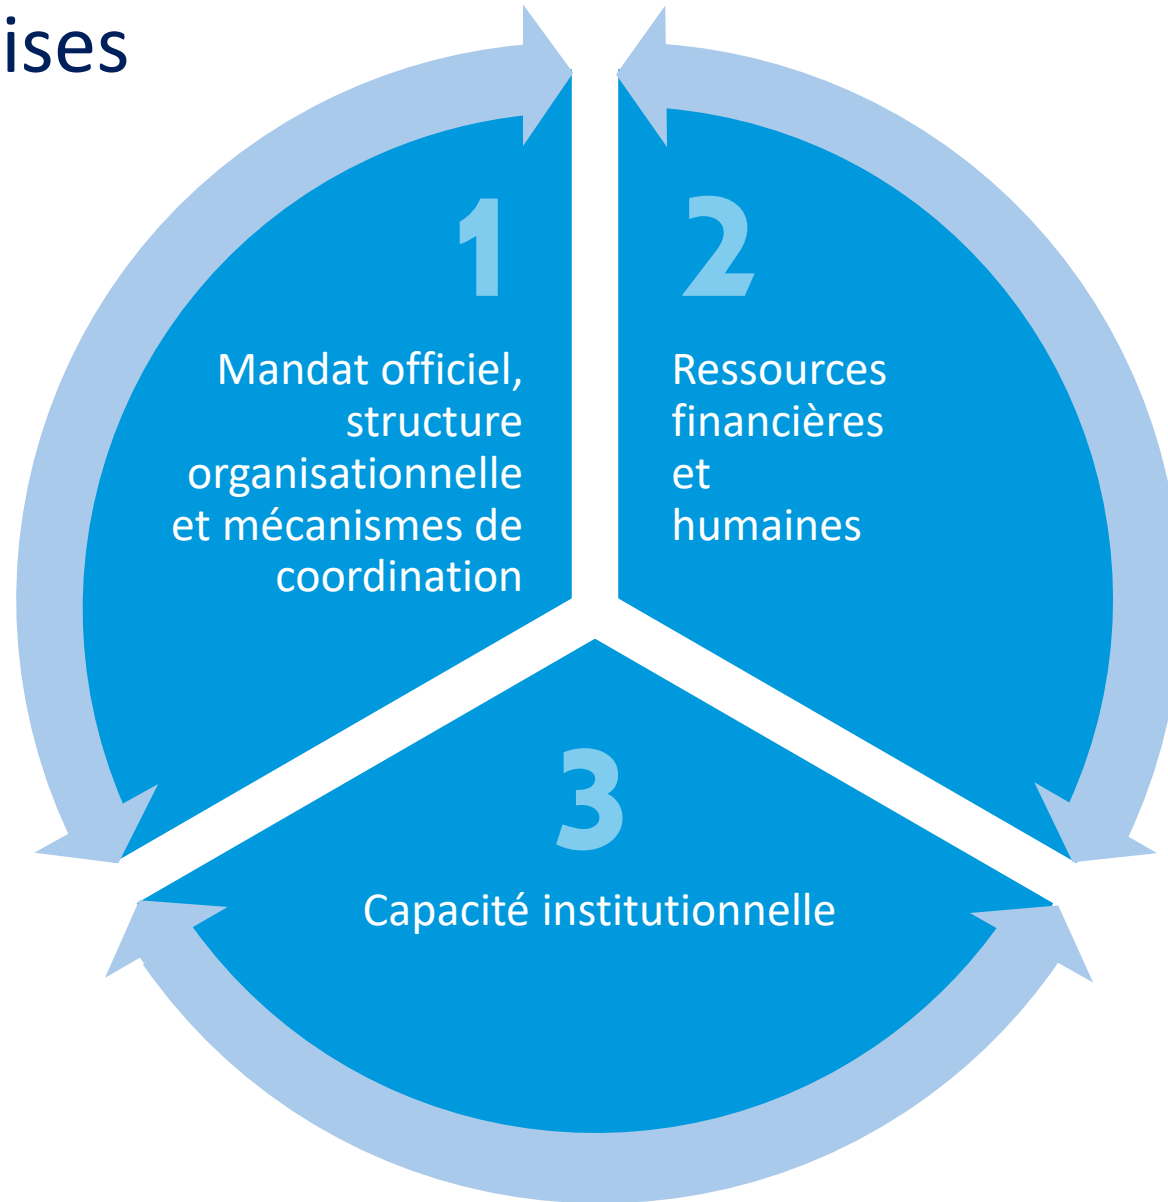 ises
1
Mandat officiel,
structure
organisationnelle
et mécanismes de
coordination
2
Ressources
financières
et
humaines
3
Capacité institutionnelle